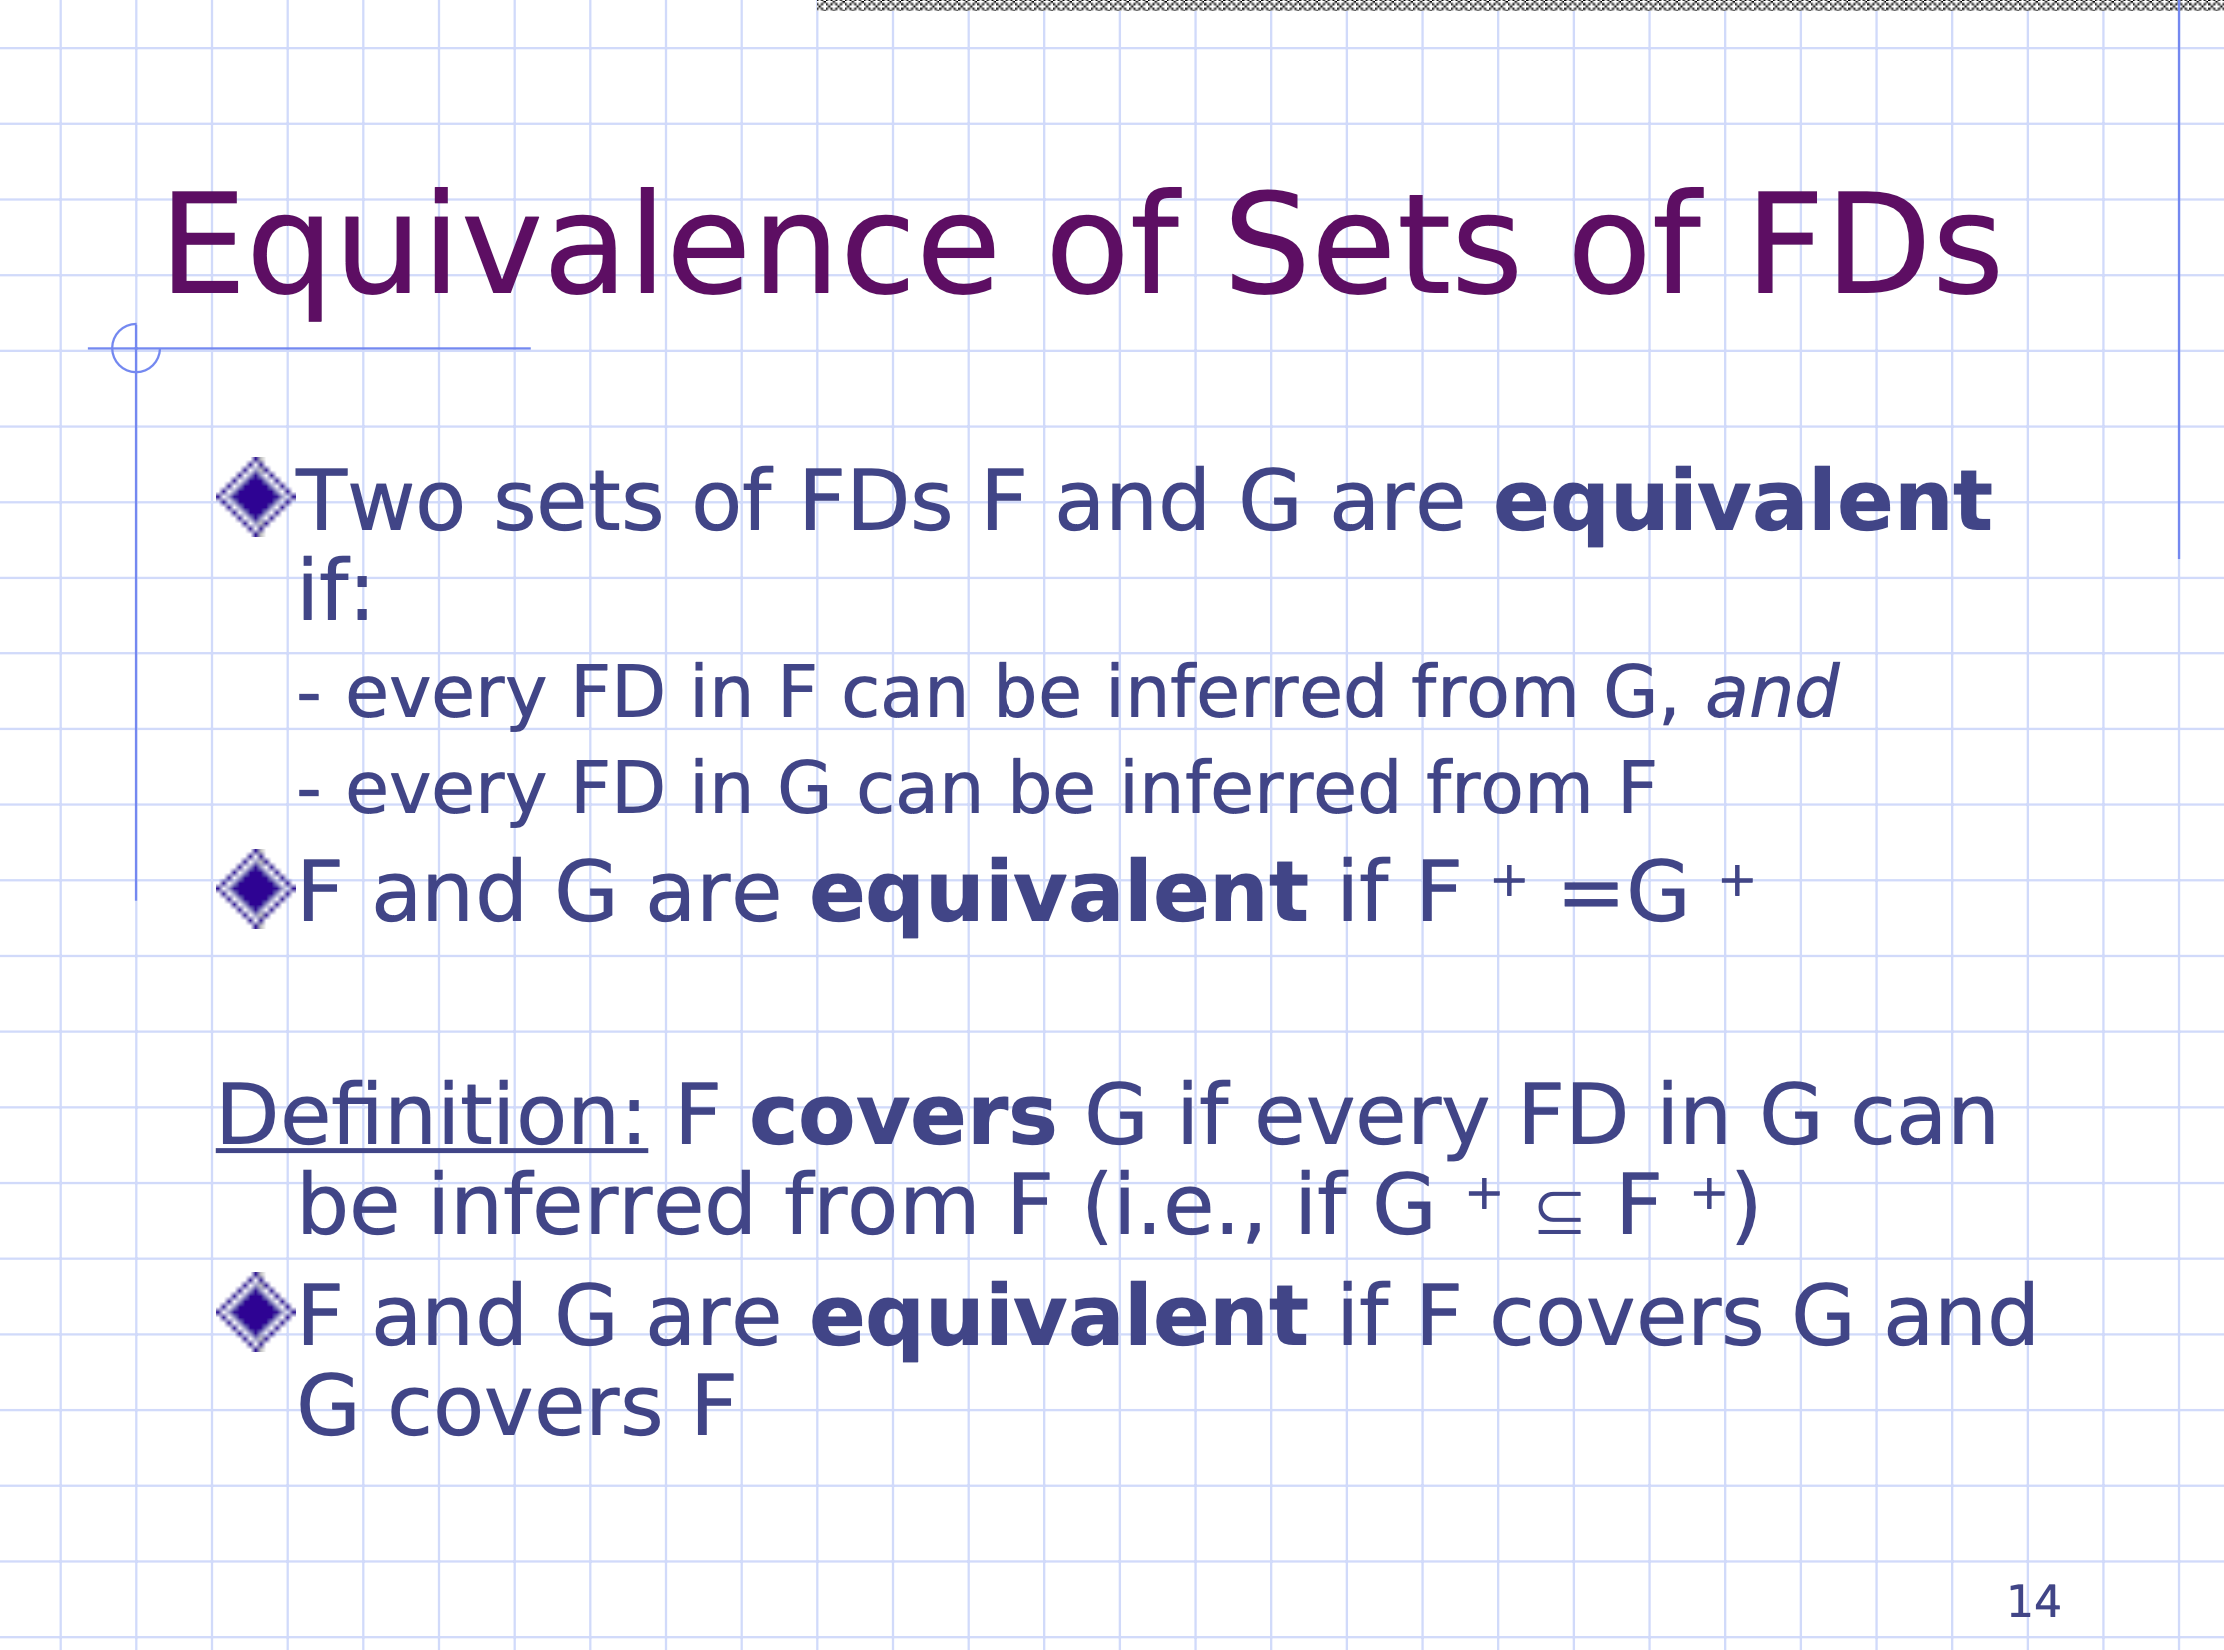 Equivalence of Sets of FDs
Two sets of FDs F and G are equivalent
if:
- every FD in F can be inferred from G, and
- every FD in G can be inferred from F
F and G are equivalent if F ⁺ =G ⁺
Definition: F covers G if every FD in G can
be inferred from F (i.e., if G ⁺ ⊆ F ⁺)
F and G are equivalent if F covers G and
G covers F
14